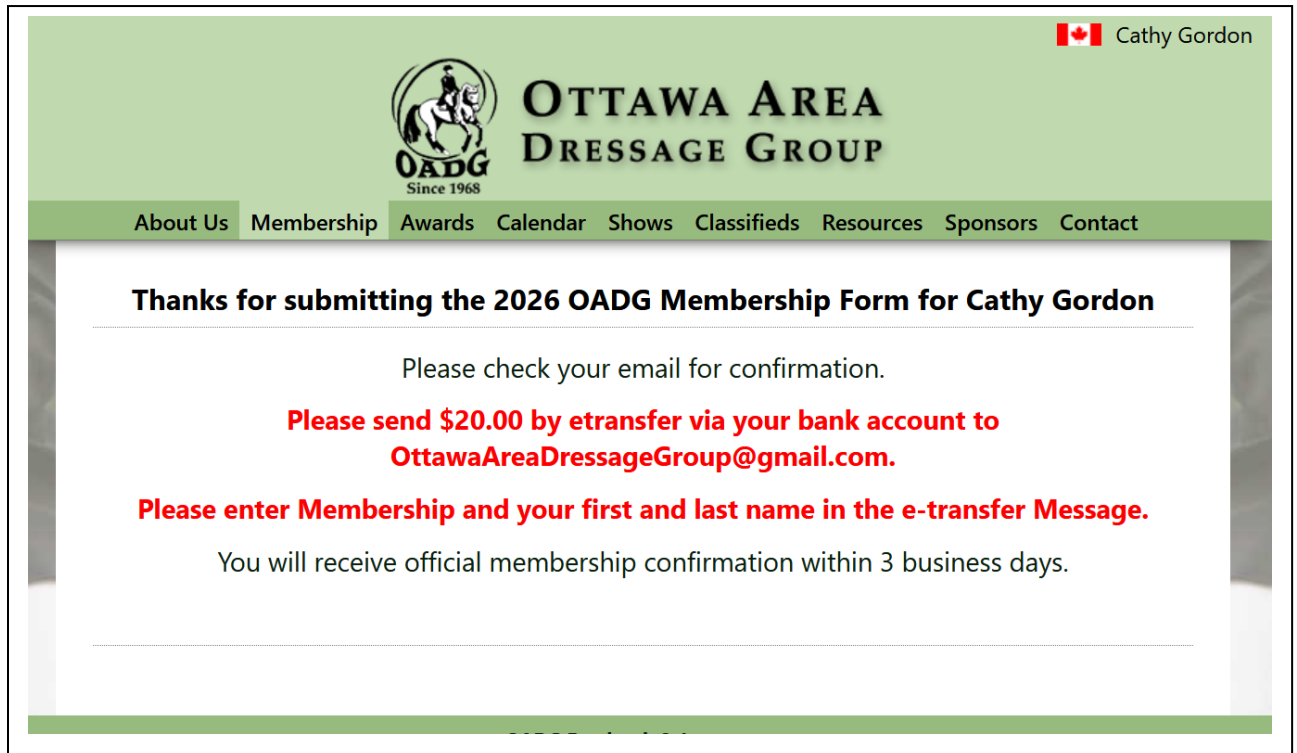 Cathy Gordon
OTTAWA AREA
DRESSAGE GROUP
OADG
Since 1968
About Us Membership Awards Calendar Shows Classifieds Resources Sponsors Contact
Thanks for submitting the 2026 OADG Membership Form for Cathy Gordon
Please check your email for confirmation.
Please send $20.00 by etransfer via your bank account to
OttawaAreaDressageGroup@gmail.com.
Please enter Membership and your first and last name in the e-transfer Message.
You will receive official membership confirmation within 3 business days.